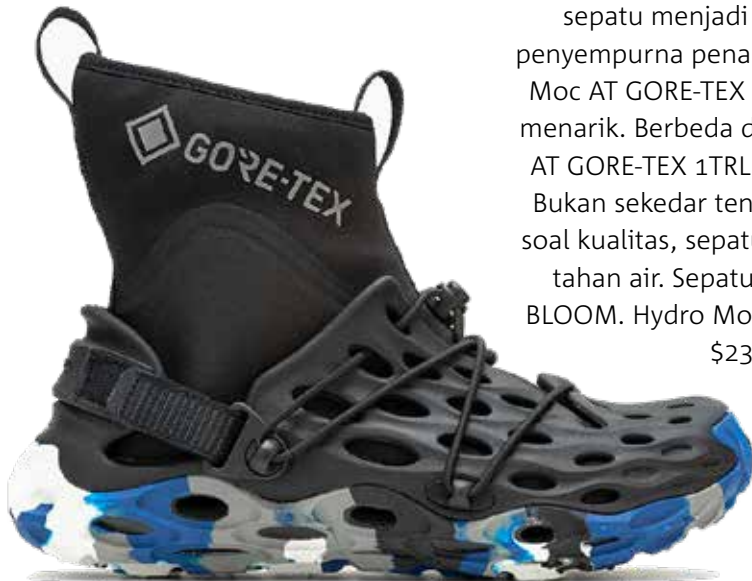 sepatu menjadi
penyempurna pena
Moc AT GORE-TEX
menarik. Berbeda d
AT GORE-TEX 1TRL
Bukan sekedar ten
soal kualitas, sepatu
tahan air. Sepatu
BLOOM. Hydro Mo
$23
GORE-TEX